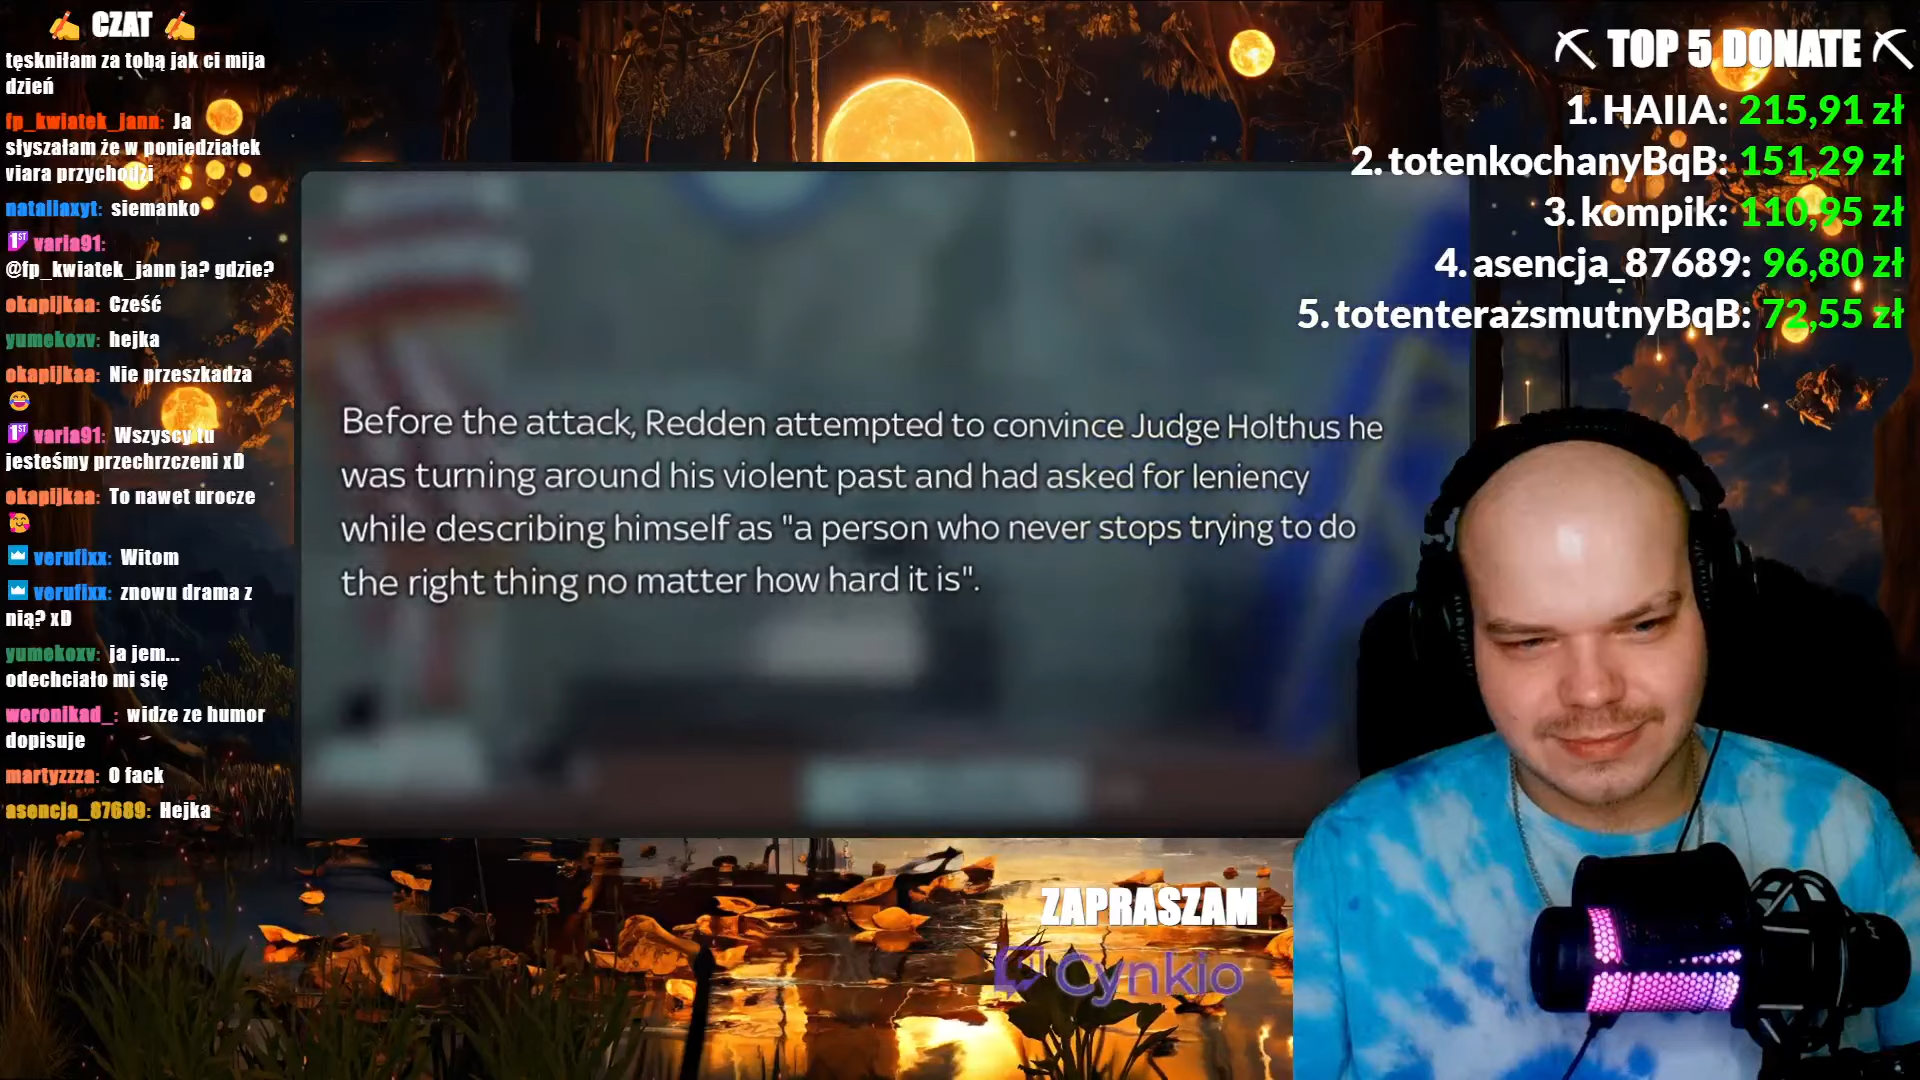 ✍ CZAT ✍
tęskniłam za tobą jak ci mija
dzień
fp_kwiatek_jann: Ja
słyszałam że w poniedziałek
viara przychodzi
nataliaxyt: siemanko
1ST varia91:
@fp_kwiatek_jann ja? gdzie?
okapijkaa: Cześć
yumekoxv: hejka
okapijkaa: Nie przeszkadza
😂
1ST varia91: Wszyscy tu
jesteśmy przechrzczeni xD
okapijkaa: To nawet urocze
🥰
verufixx: Witom
verufixx: znowu drama z
nią? xD
yumekoxv: ja jem...
odechciało mi się
weronikad_: widze ze humor
dopisuje
martyzzza: O fack
asencja_87689: Hejka
Before the attack, Redden attempted to convince Judge Holthus he
was turning around his violent past and had asked for leniency
while describing himself as "a person who never stops trying to do
the right thing no matter how hard it is".
TOP 5 DONATE
1. HAIIA: 215,91 zł
2. totenkochanyBqB: 151,29 zł
3. kompik: 110,95 zł
4. asencja_87689: 96,80 zł
5. totenterazsmutnyBqB: 72,55 zł
ZAPRASZAM
Cynkio